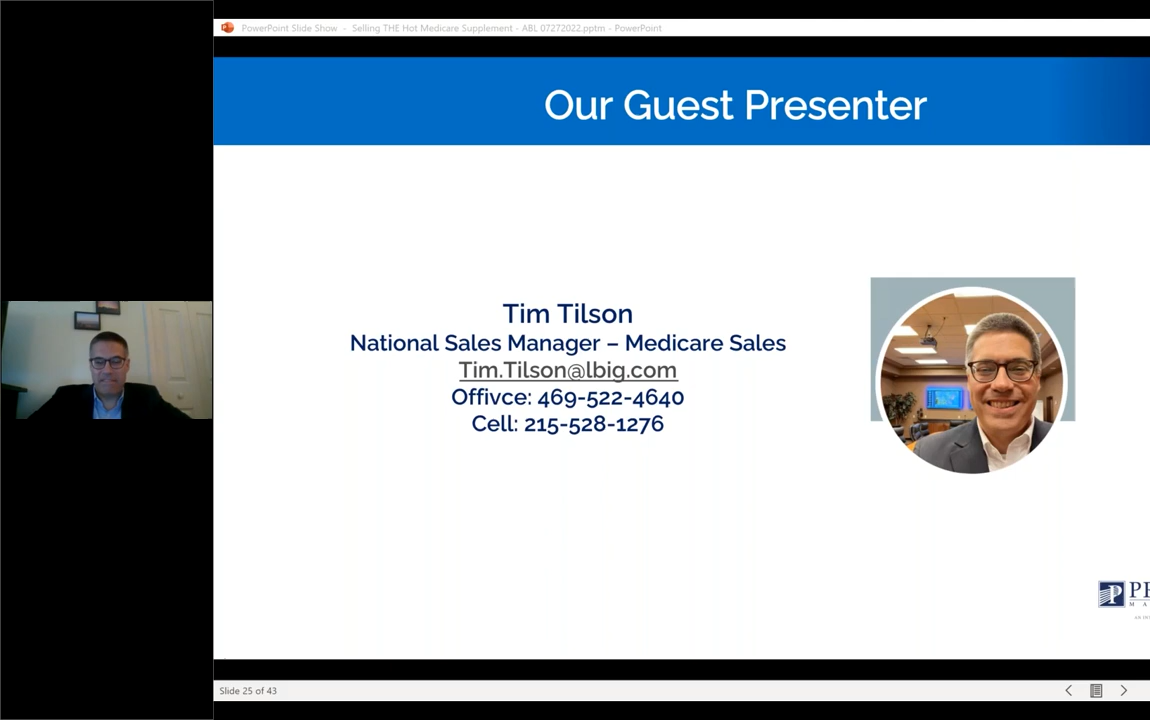 PowerPoint Slide Show - Selling THE Hot Medicare Supplement - ABL 07272022.pptm - PowerPoint
Our Guest Presenter
Tim Tilson
National Sales Manager – Medicare Sales
Tim.Tilson@lbig.com
Offivce: 469-522-4640
Cell: 215-528-1276
Slide 25 of 43